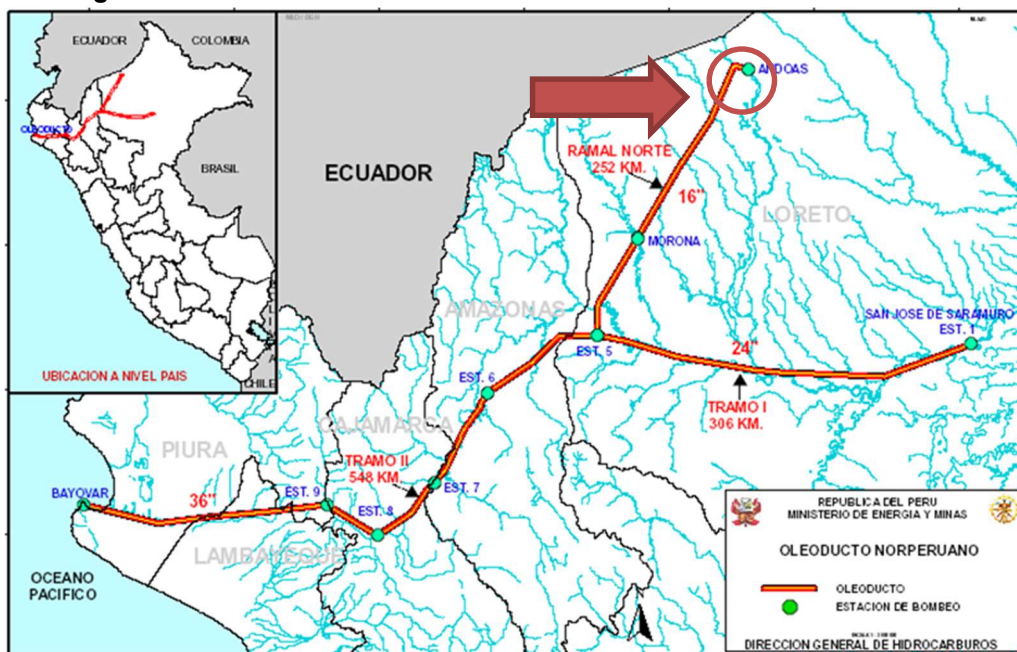 ECUADOR
COLOMBIA
OLEODUCTO
BRASIL
CHILE
UBICACION A NIVEL PAIS
ECUADOR
ANDOAS
RAMAL NORTE
252 KM.
16"
LORETO
MORONA
AMAZONAS
SAN JOSE DE SARAMURO
EST. 1
EST. 5
24"
TRAMO I
306 KM.
EST. 6
CAJAMARCA
PIURA
TRAMO II
548 KM.
BAYOVAR
36"
EST. 9
EST. 7
EST. 8
LAMBAYEQUE
OCEANO
PACIFICO
REPUBLICA DEL PERU
MINISTERIO DE ENERGIA Y MINAS
OLEODUCTO NORPERUANO
OLEODUCTO
ESTACION DE BOMBEO
DIRECCION GENERAL DE HIDROCARBUROS